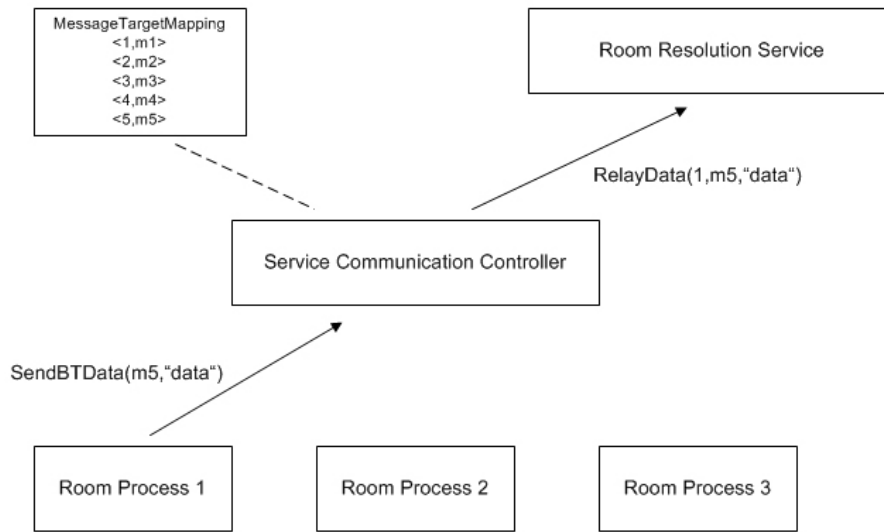 MessageTargetMapping
<1,m1>
<2,m2>
<3,m3>
<4,m4>
<5,m5>
Room Resolution Service
RelayData(1,m5,“data“)
Service Communication Controller
SendBTData(m5,“data“)
Room Process 1
Room Process 2
Room Process 3